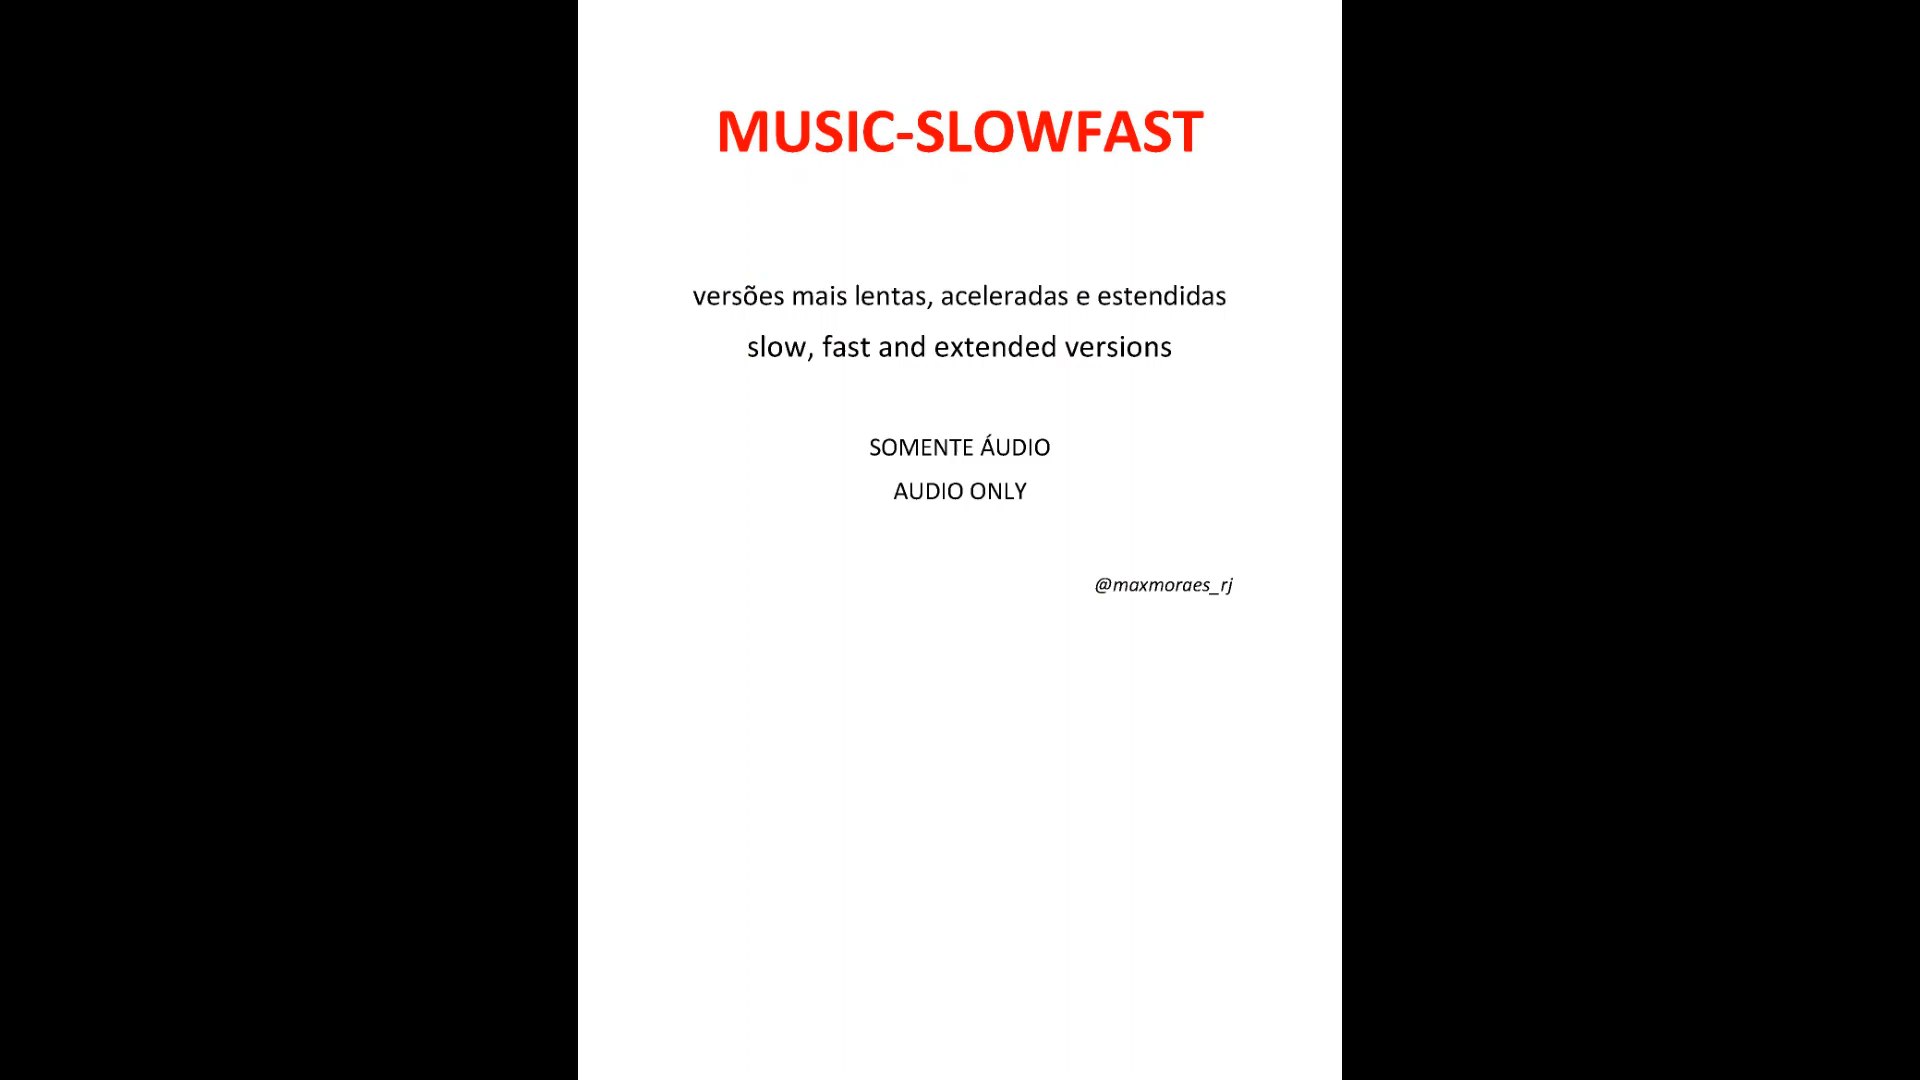 MUSIC-SLOWFAST
versões mais lentas, aceleradas e estendidas
slow, fast and extended versions
SOMENTE ÁUDIO
AUDIO ONLY
@maxmoraes_rj